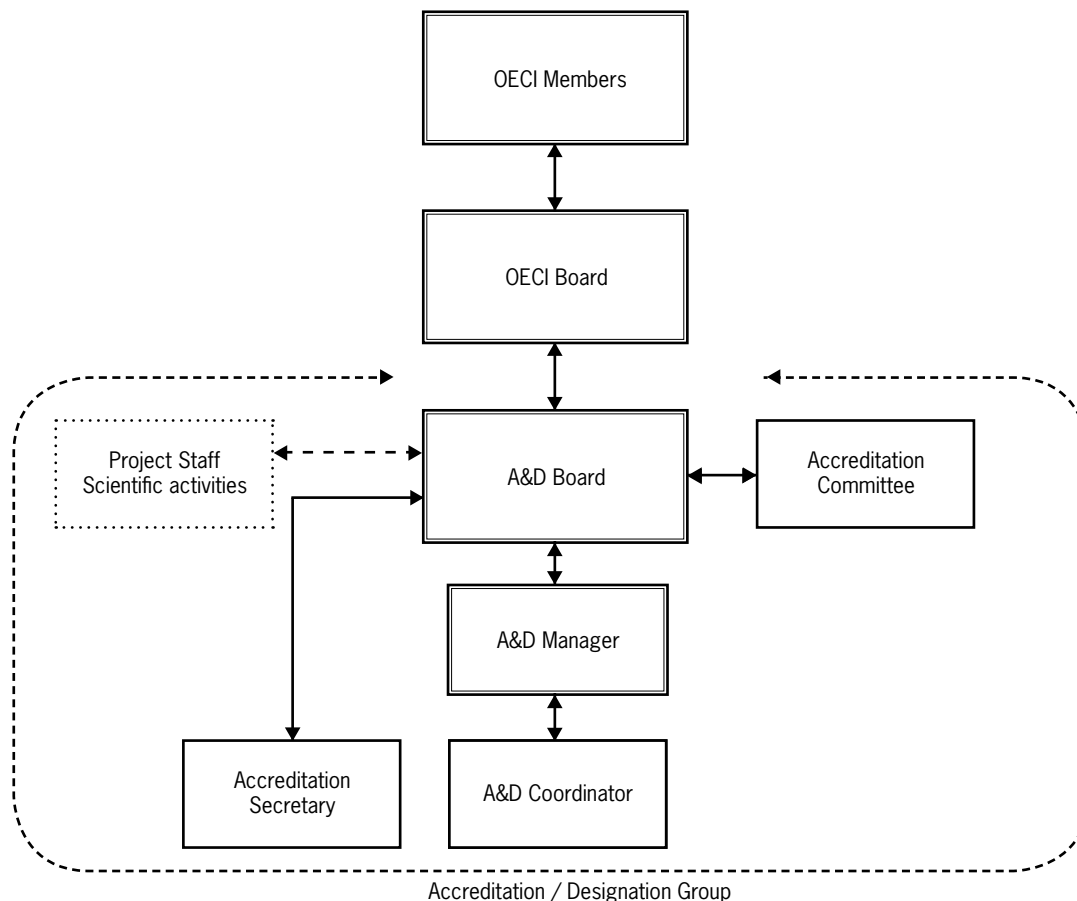 OECI Members
OECI Board
Project Staff
Scientific activities
A&D Board
Accreditation
Committee
A&D Manager
Accreditation
Secretary
A&D Coordinator
Accreditation / Designation Group